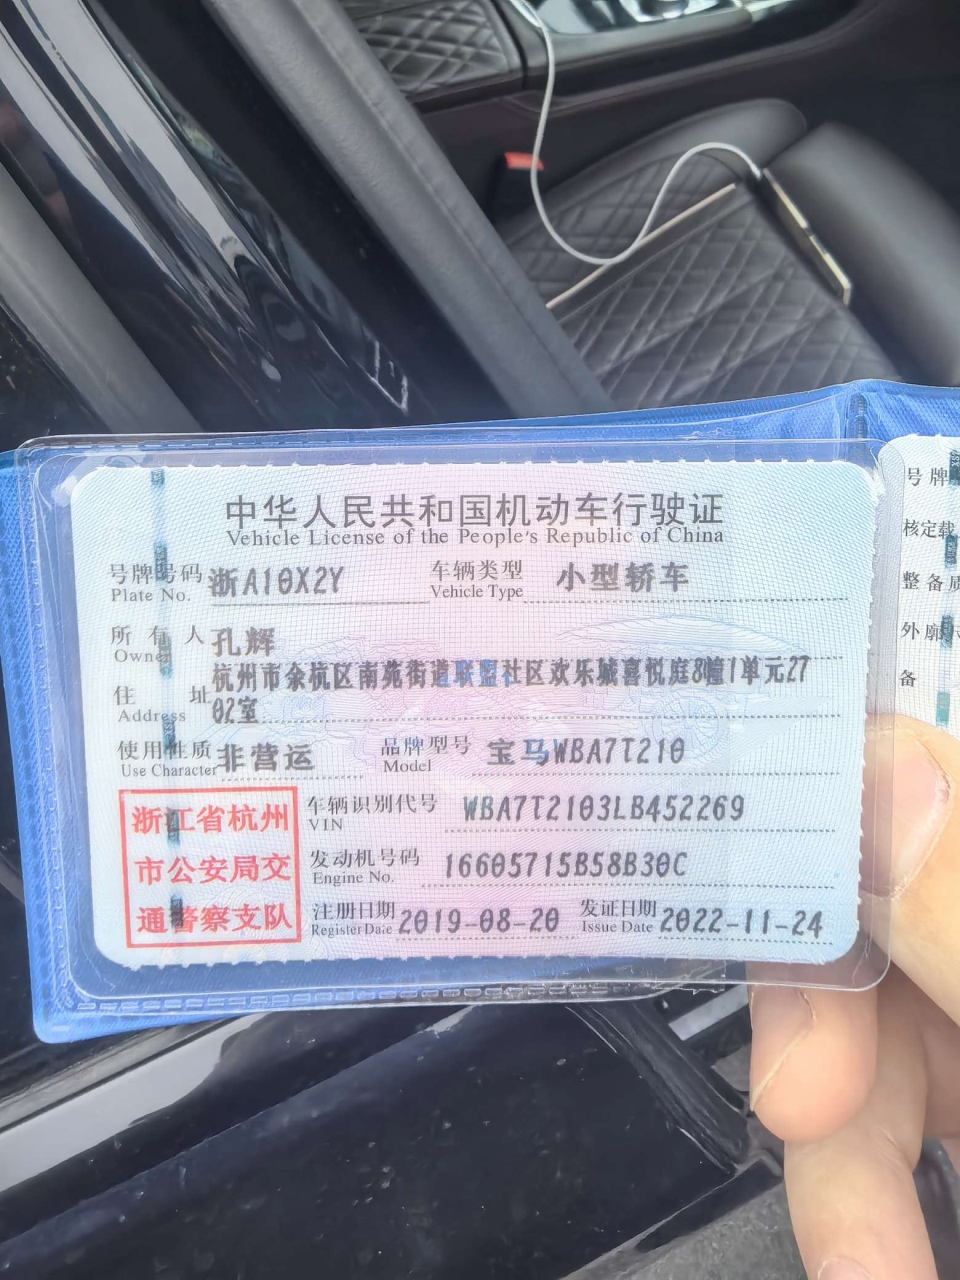 中华人民共和国机动车行驶证
Vehicle License of the People's Republic of China
号牌号码 浙A10X2Y 车辆类型 小型轿车
Plate No. Vehicle Type
所有人 孔辉
Owner
住址 杭州市余杭区南苑街道联盟社区欢乐城喜悦庭8幢1单元27
Address 02室
使用性质 非营运 品牌型号 宝马WBA7T210
Use Character Model
浙江省杭州
市公安局交
通警察支队
车辆识别代号 WBA7T2103LB452269
VIN
发动机号码 16605715B58B30C
Engine No.
注册日期 2019-08-20 发证日期 2022-11-24
Register Date Issue Date
号牌
核定载
整备质
外廓
备